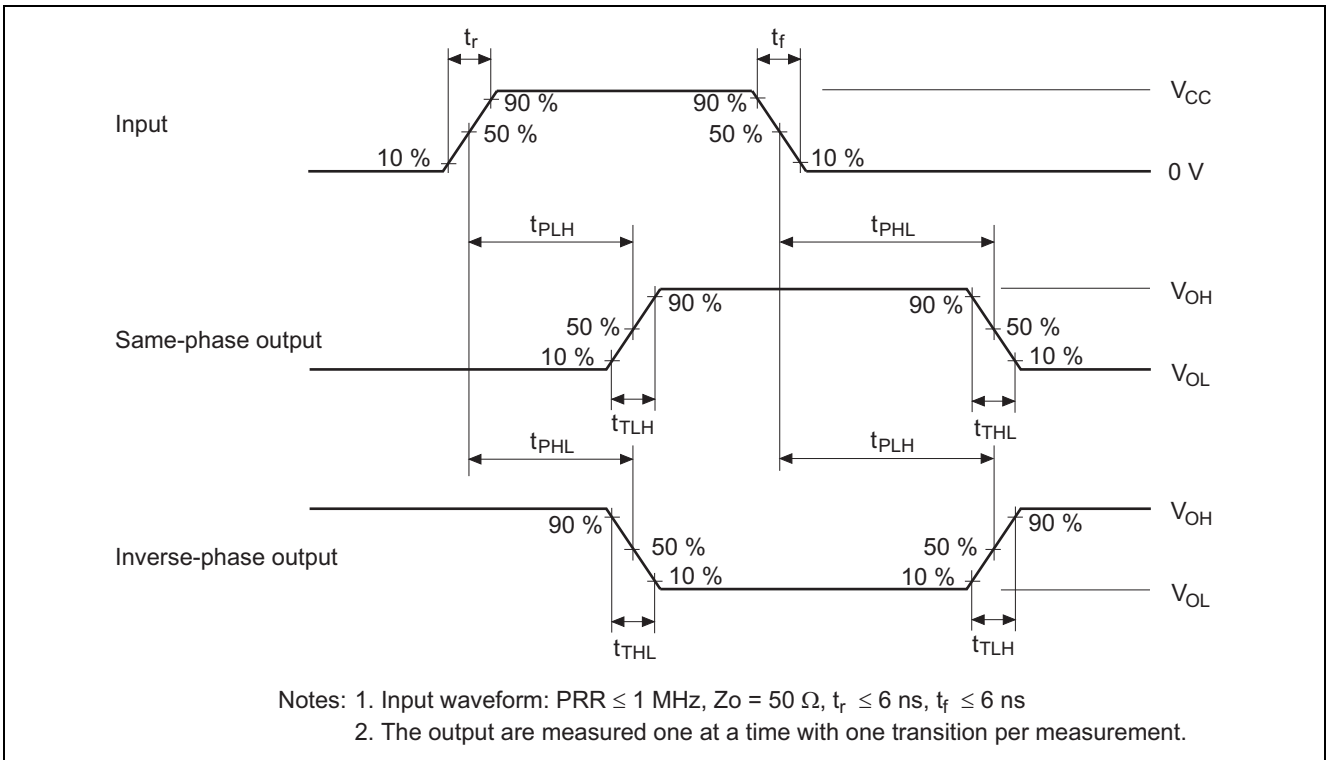 tr tf
90 % 90 % VCC
Input 50 % 50 %
10 % 10 % 0 V
tPLH tPHL
90 % 90 % VOH
Same-phase output 50 % 50 %
10 % 10 % VOL
tTLH tTHL
tPHL tPLH
90 % 90 % VOH
Inverse-phase output 50 % 50 %
10 % 10 % VOL
tTHL tTLH
Notes: 1. Input waveform: PRR ≤ 1 MHz, Zo = 50 Ω, tr ≤ 6 ns, tf ≤ 6 ns
2. The output are measured one at a time with one transition per measurement.